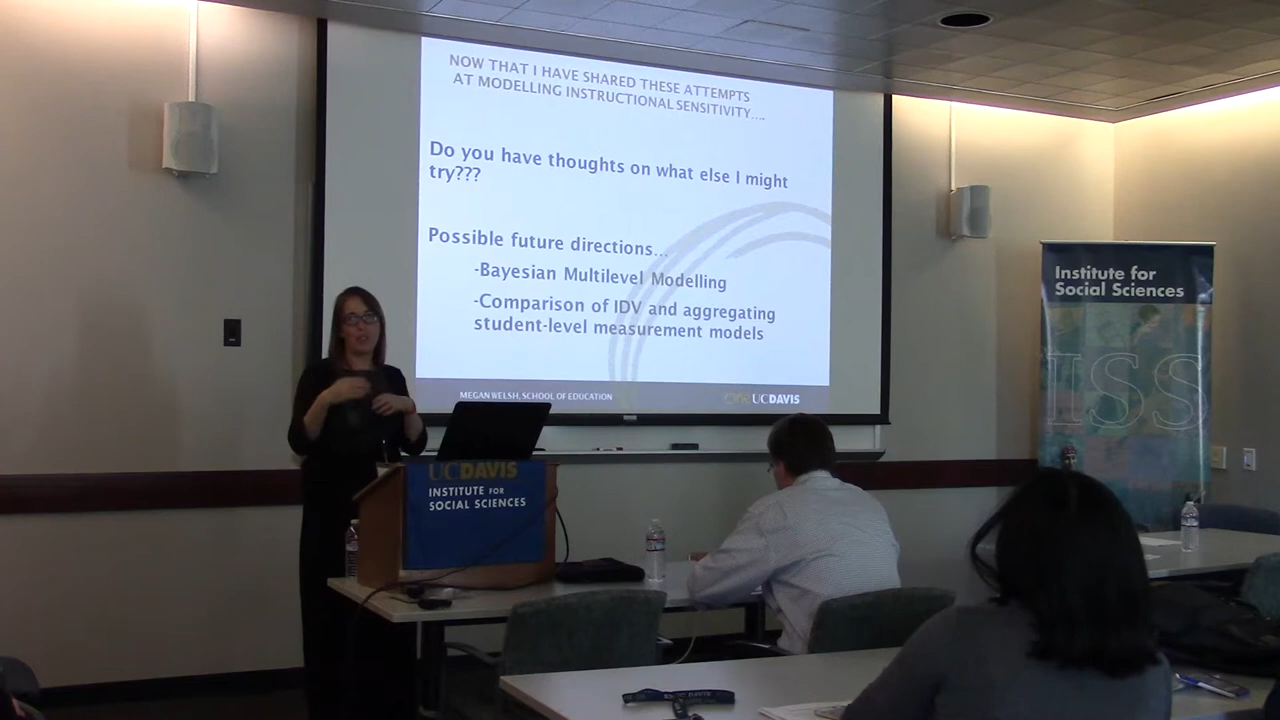 NOW THAT I HAVE SHARED THESE ATTEMPTS
AT MODELLING INSTRUCTIONAL SENSITIVITY....
Do you have thoughts on what else I might
try???
Possible future directions...
-Bayesian Multilevel Modelling
-Comparison of IDV and aggregating
student-level measurement models
MEGAN WELSH, SCHOOL OF EDUCATION
UCDAVIS
UCDAVIS
INSTITUTE FOR
SOCIAL SCIENCES
Institute for
Social Sciences
ISS